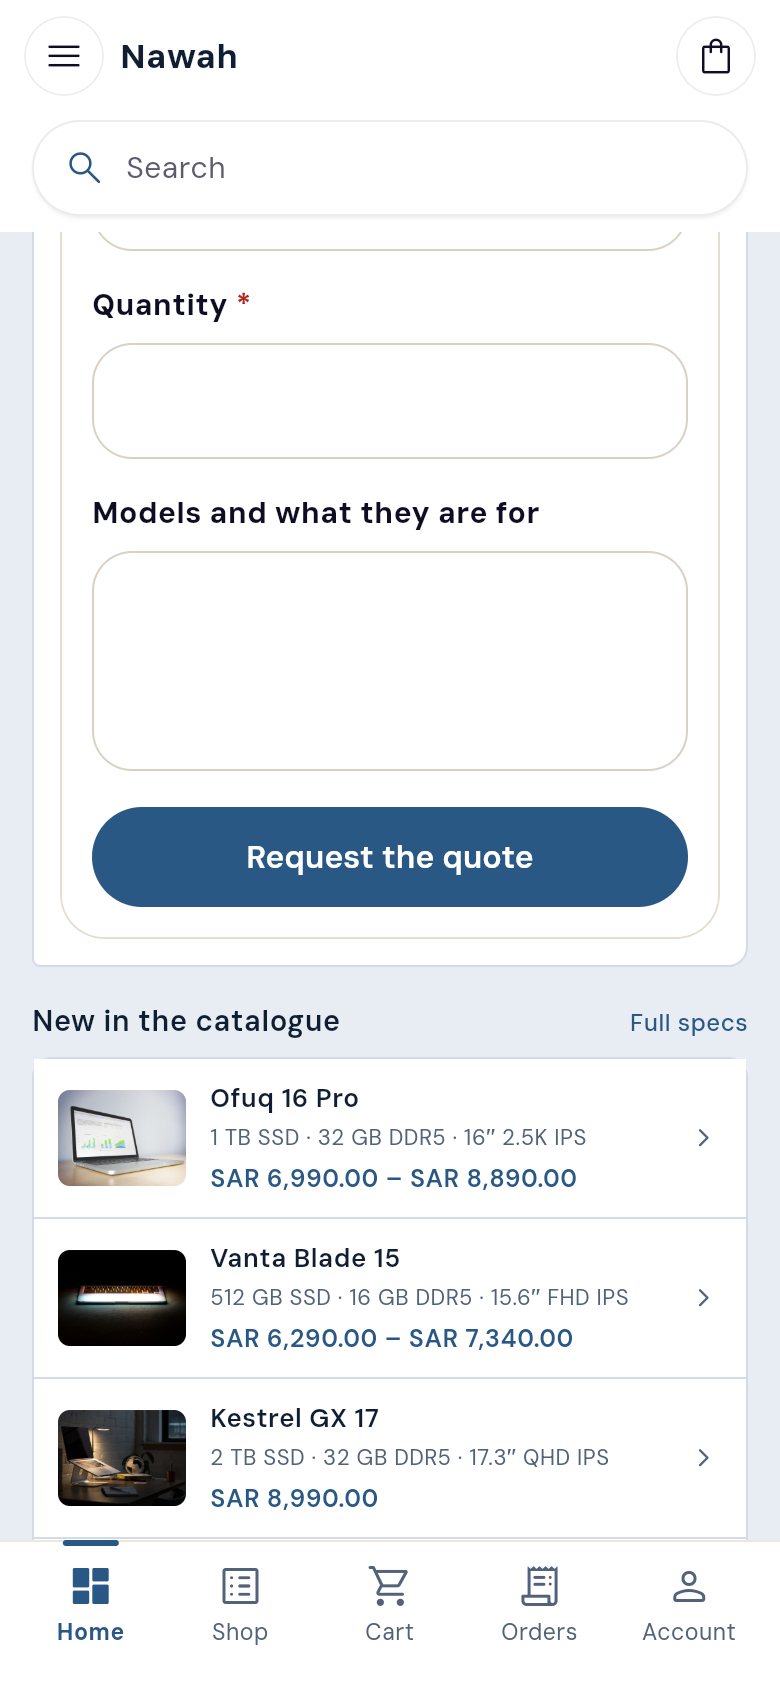 Nawah
Search
Quantity *
Models and what they are for
Request the quote
New in the catalogue
Full specs
Ofuq 16 Pro
1 TB SSD · 32 GB DDR5 · 16″ 2.5K IPS
SAR 6,990.00 – SAR 8,890.00
Vanta Blade 15
512 GB SSD · 16 GB DDR5 · 15.6″ FHD IPS
SAR 6,290.00 – SAR 7,340.00
Kestrel GX 17
2 TB SSD · 32 GB DDR5 · 17.3″ QHD IPS
SAR 8,990.00
Home
Shop
Cart
Orders
Account